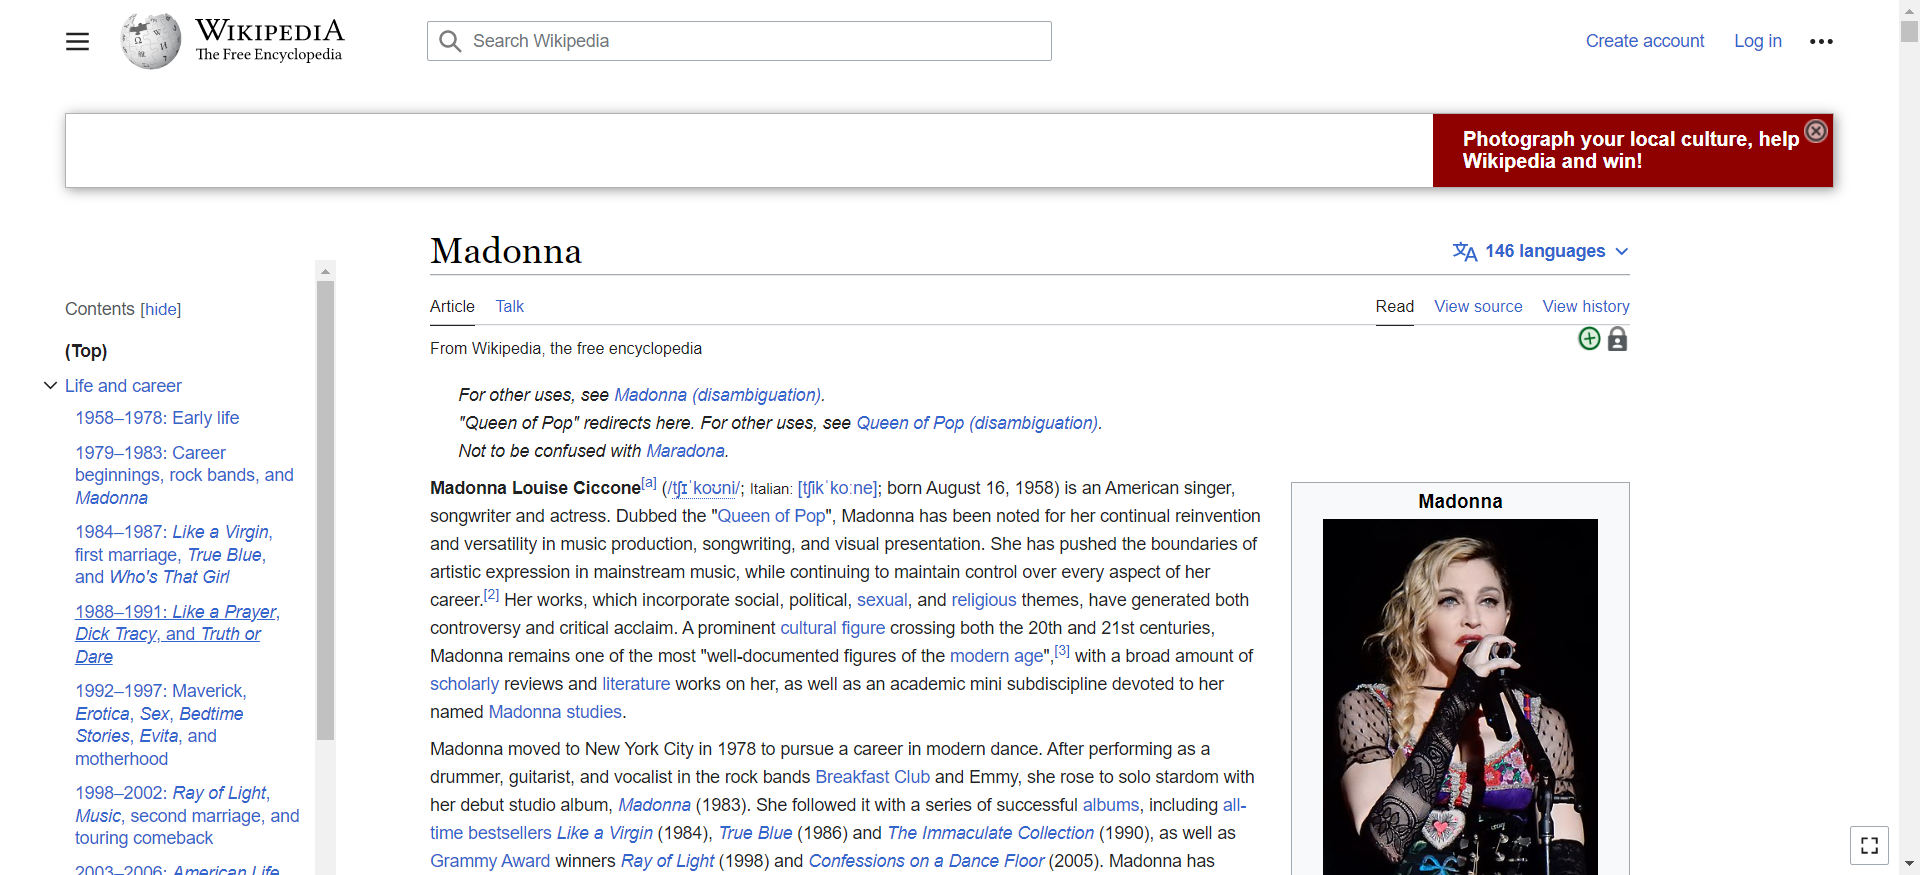 WIKIPEDIA
The Free Encyclopedia
Search Wikipedia
Create account
Log in
Photograph your local culture, help
Wikipedia and win!
Contents [hide]
(Top)
Life and career
1958–1978: Early life
1979–1983: Career
beginnings, rock bands, and
Madonna
1984–1987: Like a Virgin,
first marriage, True Blue,
and Who's That Girl
1988–1991: Like a Prayer,
Dick Tracy, and Truth or
Dare
1992–1997: Maverick,
Erotica, Sex, Bedtime
Stories, Evita, and
motherhood
1998–2002: Ray of Light,
Music, second marriage, and
touring comeback
2003–2006: American Life
Madonna
146 languages
Article
Talk
Read
View source
View history
From Wikipedia, the free encyclopedia
For other uses, see Madonna (disambiguation).
"Queen of Pop" redirects here. For other uses, see Queen of Pop (disambiguation).
Not to be confused with Maradona.
Madonna Louise Ciccone[a] (/tʃɪˈkoʊni/; Italian: [tʃikˈkoːne]; born August 16, 1958) is an American singer,
songwriter and actress. Dubbed the "Queen of Pop", Madonna has been noted for her continual reinvention
and versatility in music production, songwriting, and visual presentation. She has pushed the boundaries of
artistic expression in mainstream music, while continuing to maintain control over every aspect of her
career.[2] Her works, which incorporate social, political, sexual, and religious themes, have generated both
controversy and critical acclaim. A prominent cultural figure crossing both the 20th and 21st centuries,
Madonna remains one of the most "well-documented figures of the modern age",[3] with a broad amount of
scholarly reviews and literature works on her, as well as an academic mini subdiscipline devoted to her
named Madonna studies.
Madonna moved to New York City in 1978 to pursue a career in modern dance. After performing as a
drummer, guitarist, and vocalist in the rock bands Breakfast Club and Emmy, she rose to solo stardom with
her debut studio album, Madonna (1983). She followed it with a series of successful albums, including all-
time bestsellers Like a Virgin (1984), True Blue (1986) and The Immaculate Collection (1990), as well as
Grammy Award winners Ray of Light (1998) and Confessions on a Dance Floor (2005). Madonna has
Madonna